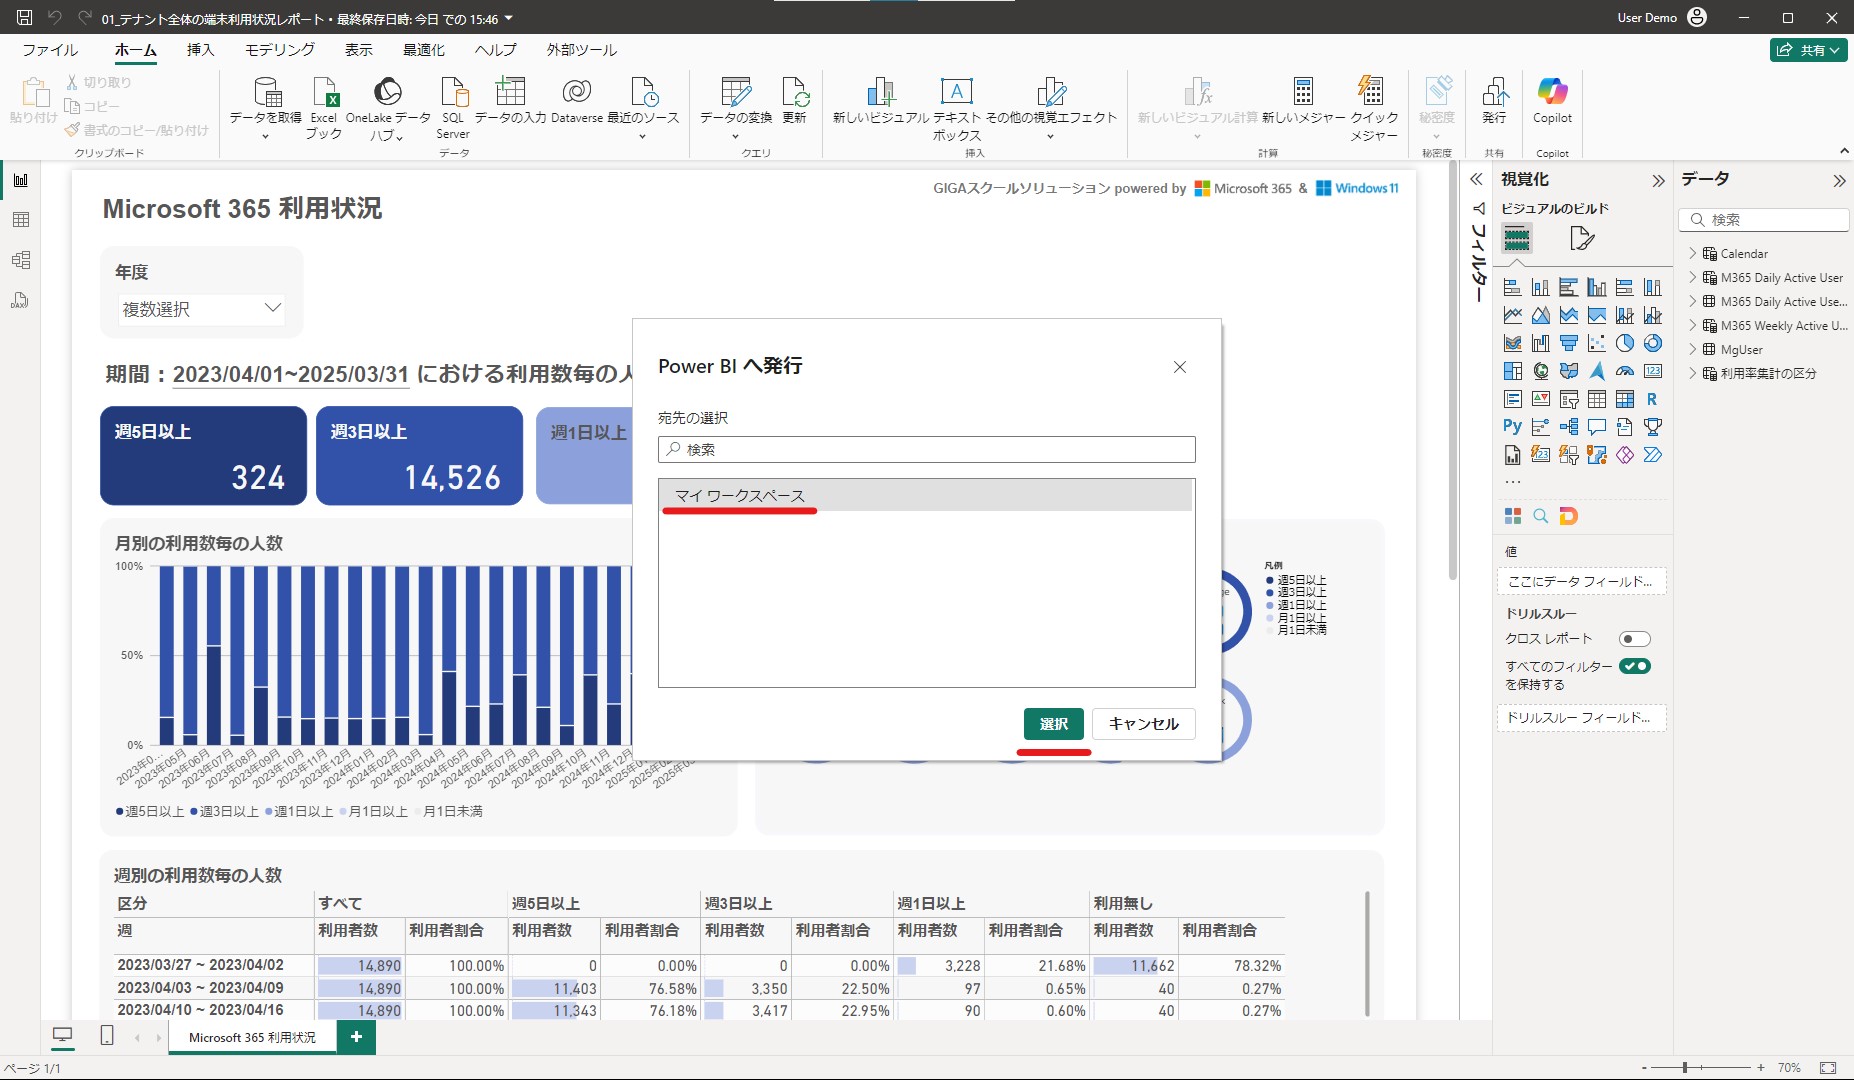 01_テナント全体の端末利用状況レポート • 最終保存日時: 今日 での 15:46
User Demo
ファイル ホーム 挿入 モデリング 表示 最適化 ヘルプ 外部ツール
共有
貼り付け
切り取り
コピー
書式のコピー/貼り付け
クリップボード
データを取得
Excel ブック
OneLake データ ハブ
SQL Server
データの入力
Dataverse
最近のソース
データ
データの変換
更新
クエリ
新しいビジュアル
テキスト ボックス
その他の視覚エフェクト
挿入
新しいビジュアル計算
新しいメジャー
クイック メジャー
計算
秘密度
秘密度
発行
共有
Copilot
Copilot
Microsoft 365 利用状況
GIGAスクールソリューション powered by Microsoft 365 & Windows11
年度
複数選択
期間：2023/04/01~2025/03/31 における利用数毎の人
週5日以上
324
週3日以上
14,526
週1日以上
月別の利用数毎の人数
100%
50%
0%
2023年0... 2023年05月 2023年06月 2023年07月 2023年08月 2023年09月 2023年10月 2023年11月 2023年12月 2024年01月 2024年02月 2024年03月 2024年04月 2024年05月 2024年06月 2024年07月 2024年08月 2024年09月 2024年10月 2024年11月 2024年12月
週5日以上 週3日以上 週1日以上 月1日以上 月1日未満
凡例
週5日以上
週3日以上
週1日以上
月1日以上
月1日未満
Power BI へ発行
宛先の選択
検索
マイ ワークスペース
選択
キャンセル
週別の利用数毎の人数
区分 すべて 週5日以上 週3日以上 週1日以上 利用無し
週 利用者数 利用者割合 利用者数 利用者割合 利用者数 利用者割合 利用者数 利用者割合 利用者数 利用者割合
2023/03/27 ~ 2023/04/02 14,890 100.00% 0 0.00% 0 0.00% 3,228 21.68% 11,662 78.32%
2023/04/03 ~ 2023/04/09 14,890 100.00% 11,403 76.58% 3,350 22.50% 97 0.65% 40 0.27%
2023/04/10 ~ 2023/04/16 14,890 100.00% 11,343 76.18% 3,417 22.95% 90 0.60% 40 0.27%
フィルター
視覚化
ビジュアルのビルド
123
R
Py
123
...
値
ここにデータ フィールド...
ドリルスルー
クロス レポート
すべてのフィルターを保持する
ドリルスルー フィールド...
データ
検索
Calendar
M365 Daily Active User
M365 Daily Active Use...
M365 Weekly Active U...
MgUser
利用率集計の区分
DAX
Microsoft 365 利用状況
+
ページ 1/1
- + 70%